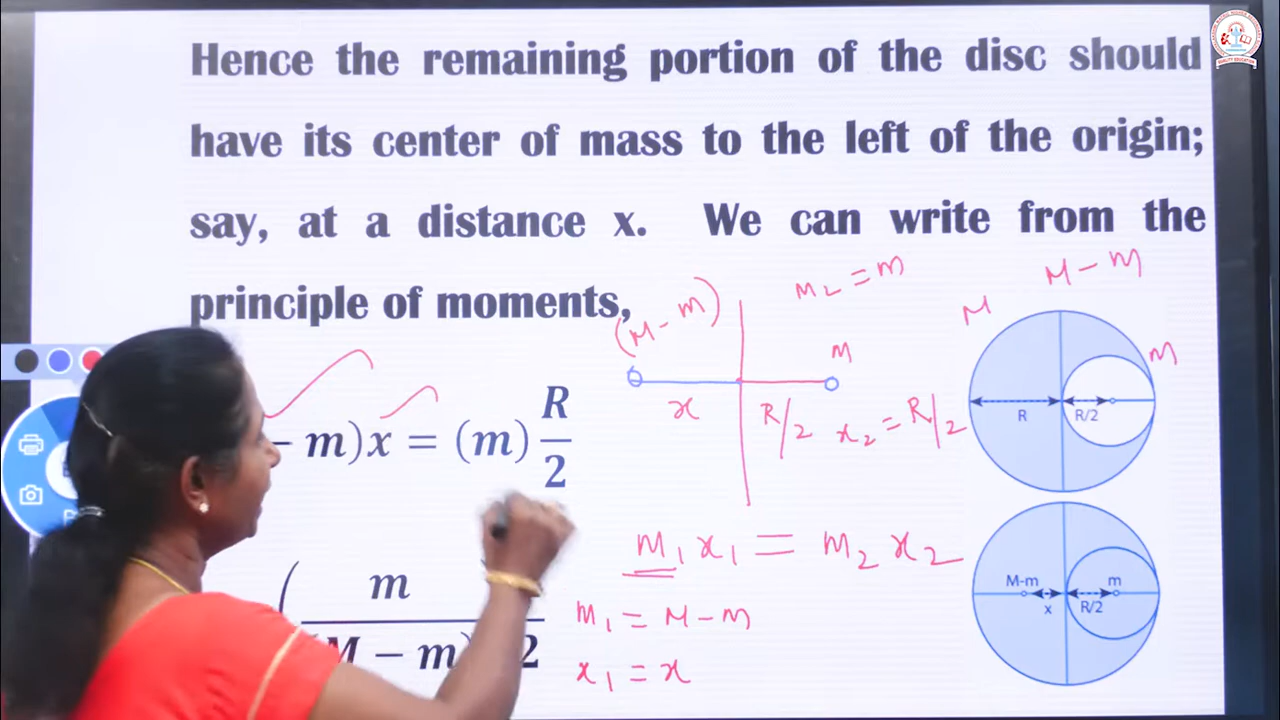 Hence the remaining portion of the disc should
have its center of mass to the left of the origin;
say, at a distance x. We can write from the
principle of moments,
(M - m)
m₂ = m
M
M - m
m
m
x
R/2
x₂ = R/2
R
R/2
- m)x = (m) R/2
m₁x₁ = m₂x₂
m
M - m) 2
m₁ = M - m
x₁ = x
M-m
m
x
R/2
QUALITY EDUCATION